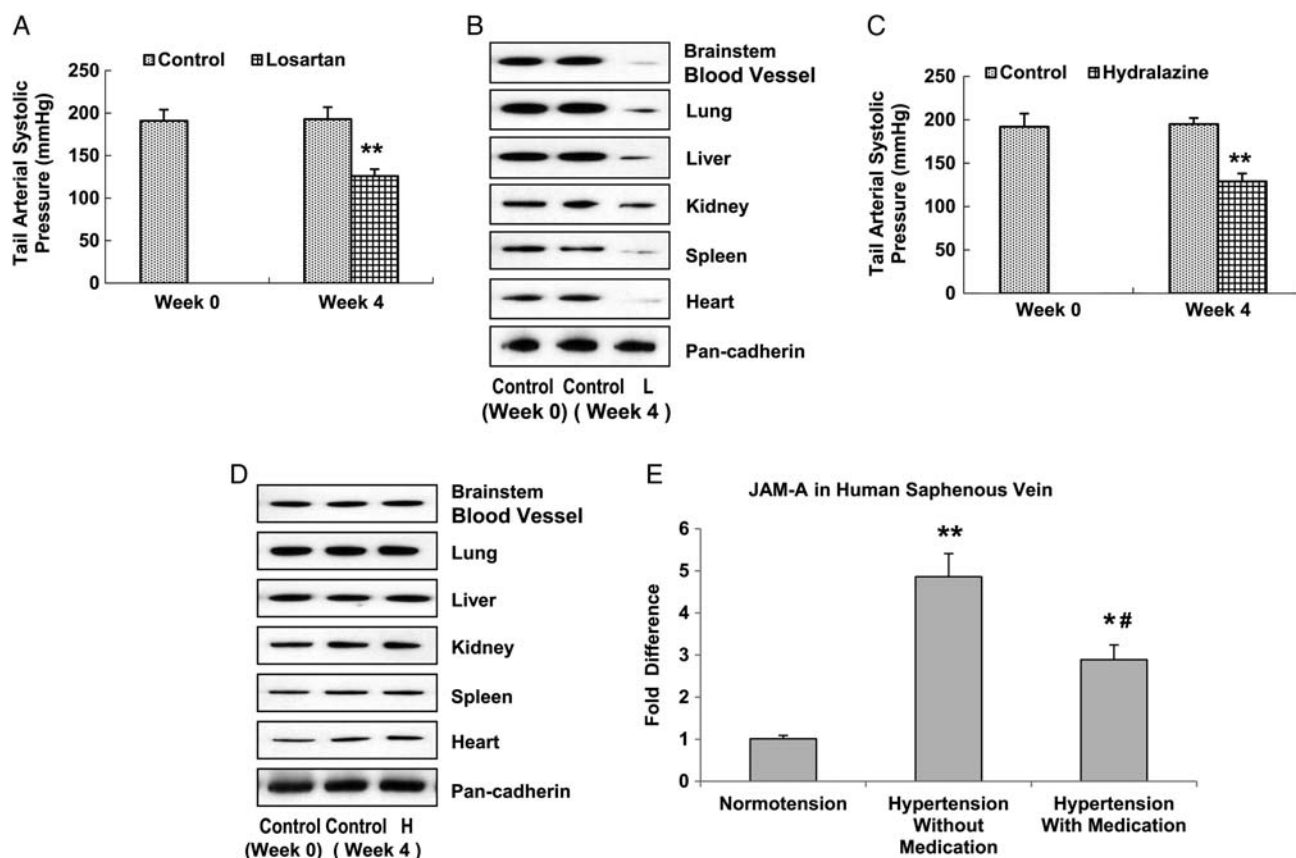 A
Control Losartan
Tail Arterial Systolic
Pressure (mmHg)
250
200
150
100
50
0
**
Week 0 Week 4
B
Brainstem
Blood Vessel
Lung
Liver
Kidney
Spleen
Heart
Pan-cadherin
Control Control L
(Week 0) ( Week 4 )
C
Control Hydralazine
Tail Arterial Systolic
Pressure (mmHg)
250
200
150
100
50
0
**
Week 0 Week 4
D
Brainstem
Blood Vessel
Lung
Liver
Kidney
Spleen
Heart
Pan-cadherin
Control Control H
(Week 0) ( Week 4 )
E
JAM-A in Human Saphenous Vein
Fold Difference
6
5
4
3
2
1
0
**
*#
Normotension Hypertension Hypertension
Without With Medication
Medication